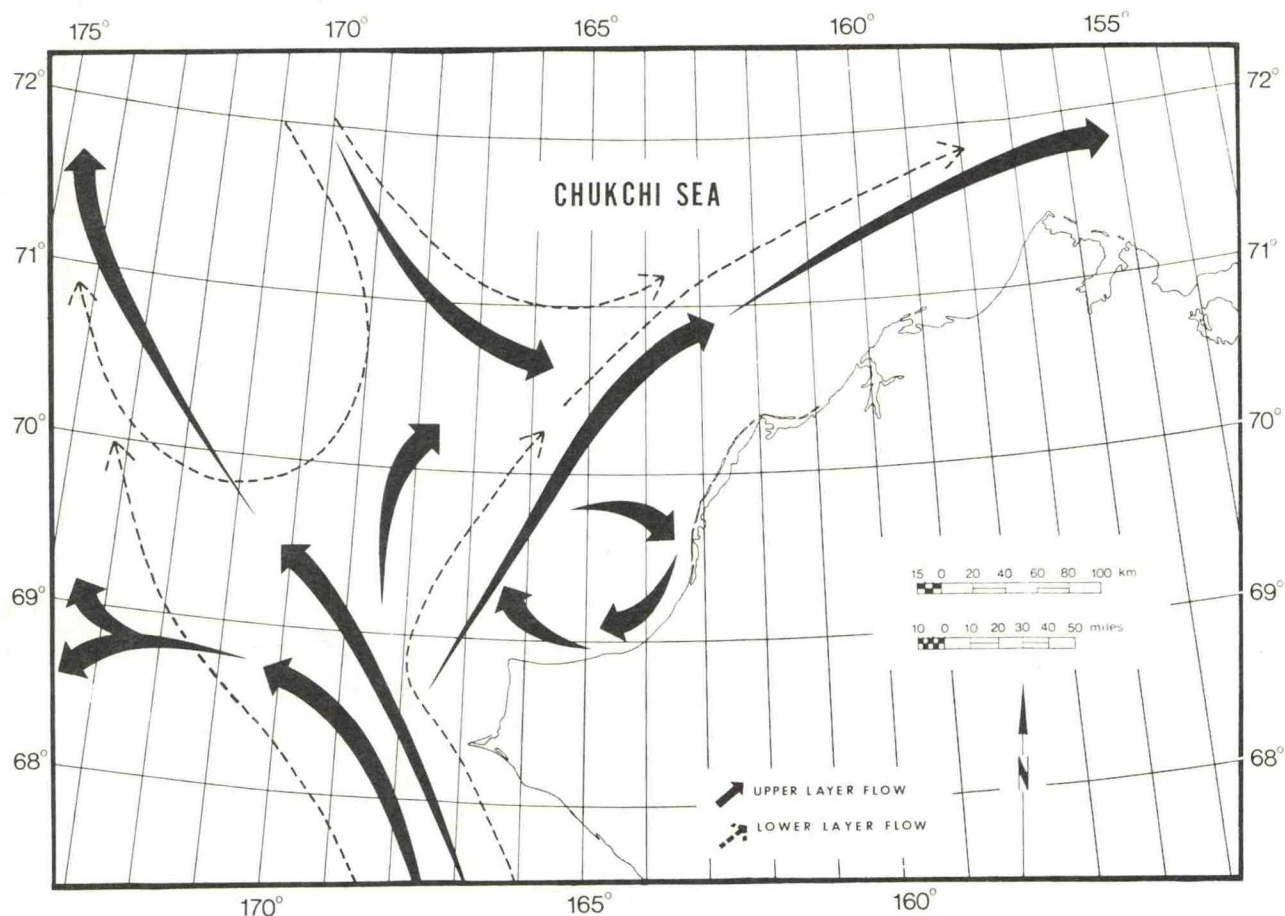 175° 170° 165° 160° 155°
72° 72°
CHUKCHI SEA
71° 71°
70° 70°
15 0 20 40 60 80 100 km
69° 69°
10 0 10 20 30 40 50 miles
68° N 68°
UPPER LAYER FLOW
LOWER LAYER FLOW
170° 165° 160°